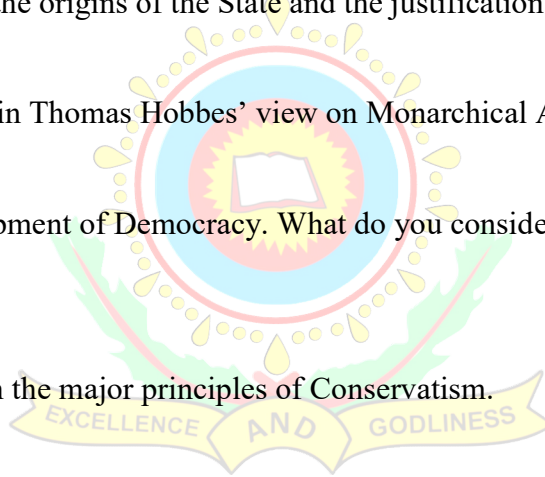 the origins of the State and the justification
in Thomas Hobbes’ view on Monarchical A
pment of Democracy. What do you conside
the major principles of Conservatism.
EXCELLENCE AND GODLINESS